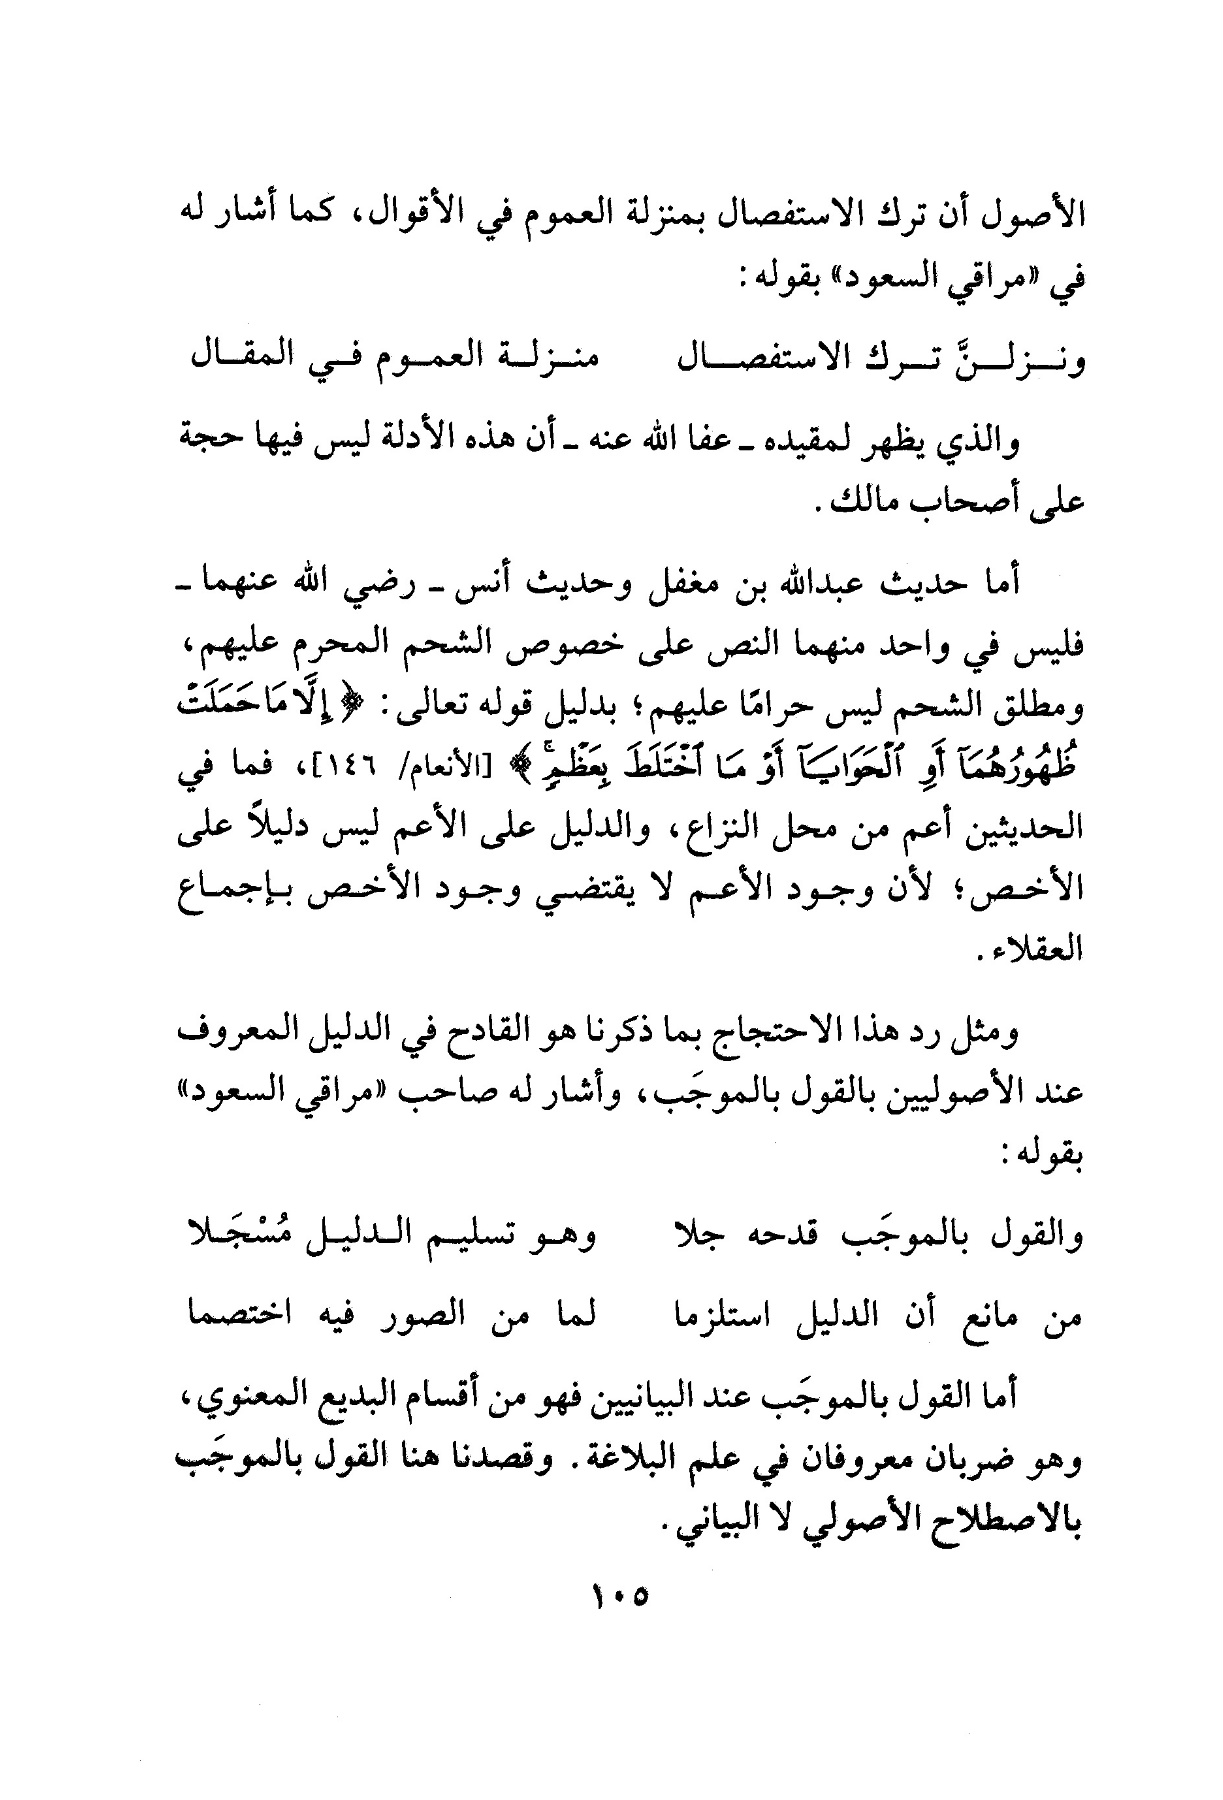 الأصول أن ترك الاستفصال بمنزلة العموم في الأقوال، كما أشار له
في «مراقي السعود» بقوله:
ونزلنَّ ترك الاستفصال منزلة العموم في المقال
والذي يظهر لمقيده ـ عفا الله عنه ـ أن هذه الأدلة ليس فيها حجة
على أصحاب مالك.
أما حديث عبدالله بن مغفل وحديث أنس ـ رضي الله عنهما ـ
فليس في واحد منهما النص على خصوص الشحم المحرم عليهم،
ومطلق الشحم ليس حرامًا عليهم؛ بدليل قوله تعالى: ﴿إِلَّا مَا حَمَلَتْ
ظُهُورُهُمَآ أَوِ ٱلْحَوَايَآ أَوْ مَا ٱخْتَلَطَ بِعَظْمٍۚ﴾ [الأنعام/ ١٤٦]، فما في
الحديثين أعم من محل النزاع، والدليل على الأعم ليس دليلاً على
الأخص؛ لأن وجود الأعم لا يقتضي وجود الأخص بإجماع
العقلاء.
ومثل رد هذا الاحتجاج بما ذكرنا هو القادح في الدليل المعروف
عند الأصوليين بالقول بالموجَب، وأشار له صاحب «مراقي السعود»
بقوله:
والقول بالموجَب قدحه جلا وهو تسليم الدليل مُسْجَلا
من مانع أن الدليل استلزما لما من الصور فيه اختصما
أما القول بالموجَب عند البيانيين فهو من أقسام البديع المعنوي،
وهو ضربان معروفان في علم البلاغة. وقصدنا هنا القول بالموجَب
بالاصطلاح الأصولي لا البياني.
١٠٥